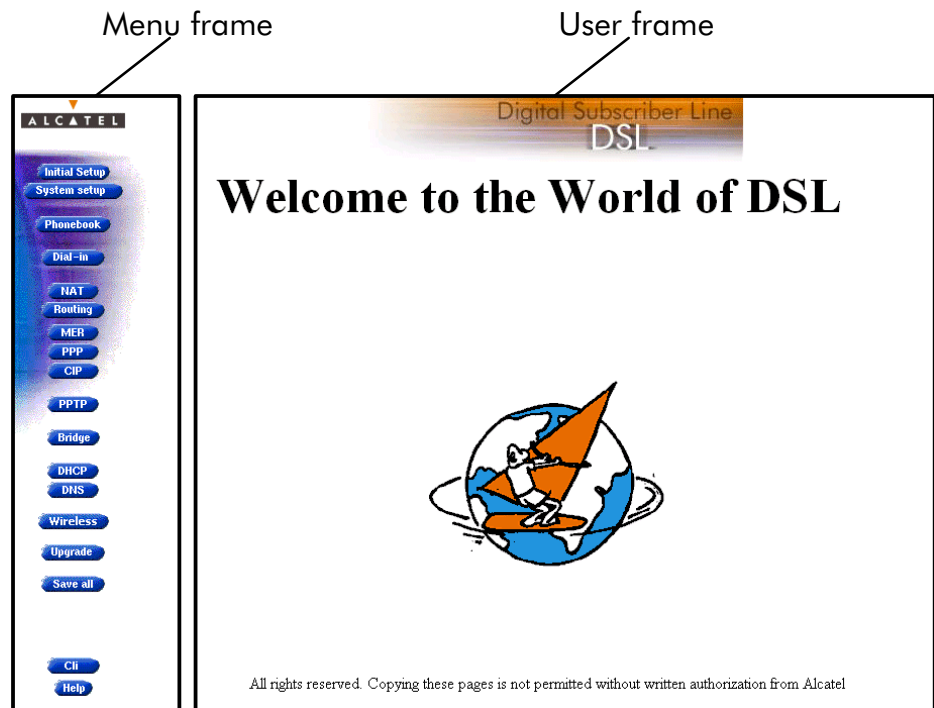 Menu frame
User frame
ALCATEL
Initial Setup
System setup
Phonebook
Dial-in
NAT
Routing
MER
PPP
CIP
PPTP
Bridge
DHCP
DNS
Wireless
Upgrade
Save all
Cli
Help
Digital Subscriber Line
DSL
Welcome to the World of DSL
All rights reserved. Copying these pages is not permitted without written authorization from Alcatel